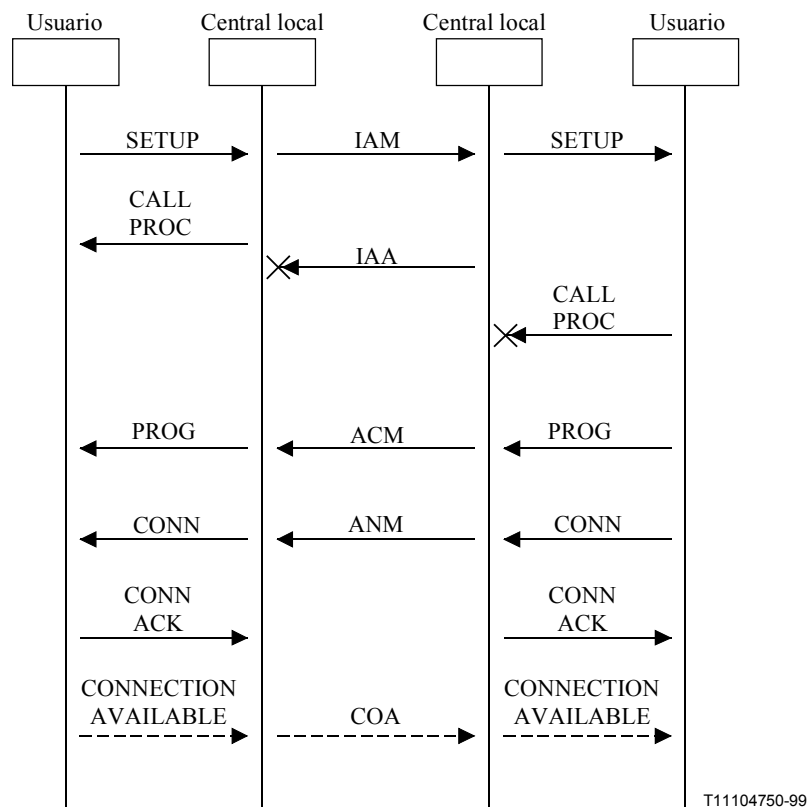 Usuario Central local Central local Usuario
SETUP IAM SETUP
CALL
PROC
IAA
CALL
PROC
PROG ACM PROG
CONN ANM CONN
CONN CONN
ACK ACK
CONNECTION CONNECTION
AVAILABLE COA AVAILABLE
T11104750-99